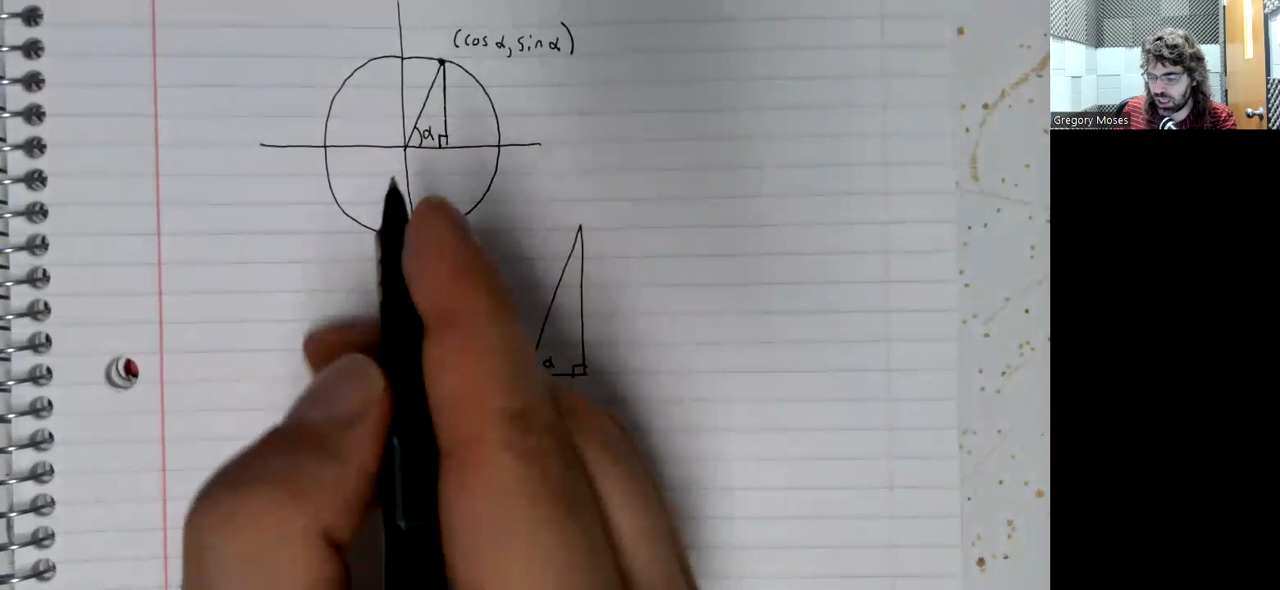 (cos α, sin α)
α
α
Gregory Moses